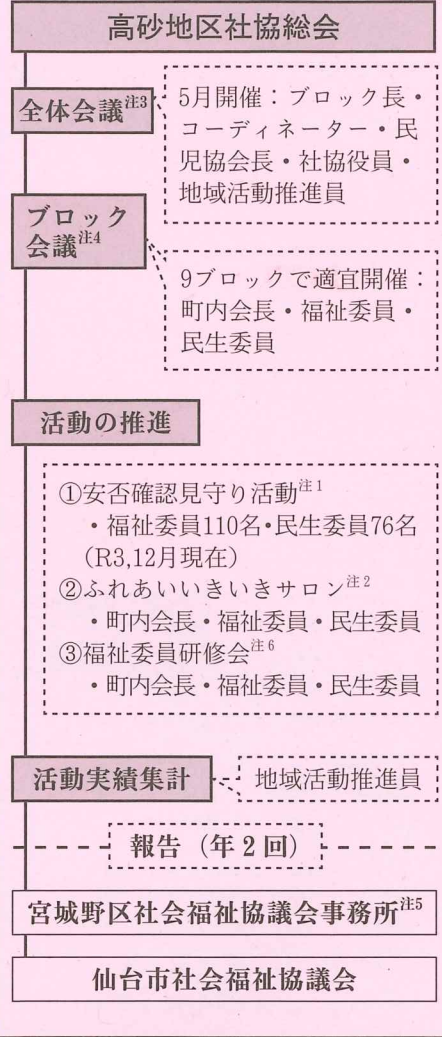 高砂地区社協総会
全体会議注3
5月開催：ブロック長・
コーディネーター・民
児協会長・社協役員・
地域活動推進員
ブロック
会議注4
9ブロックで適宜開催：
町内会長・福祉委員・
民生委員
活動の推進
①安否確認見守り活動注1
・福祉委員110名・民生委員76名
（R3,12月現在）
②ふれあいいきいきサロン注2
・町内会長・福祉委員・民生委員
③福祉委員研修会注6
・町内会長・福祉委員・民生委員
活動実績集計
地域活動推進員
報告（年2回）
宮城野区社会福祉協議会事務所注5
仙台市社会福祉協議会